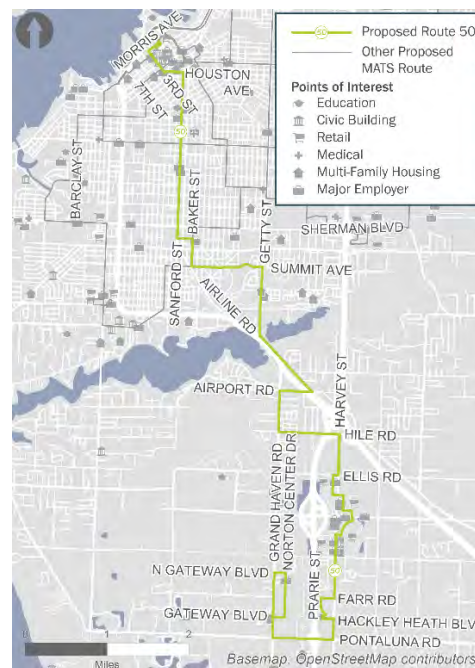 50
Proposed Route 50
Other Proposed
MATS Route
Points of Interest
Education
Civic Building
Retail
Medical
Multi-Family Housing
Major Employer
MORRIS AVE
HOUSTON
AVE
3RD ST
7TH ST
50
BARCLAY ST
BAKER ST
GETTY ST
SHERMAN BLVD
SANFORD ST
SUMMIT AVE
AIRLINE RD
AIRPORT RD
HARVEY ST
HILE RD
ELLIS RD
GRAND HAVEN RD
NORTON CENTER DR
PRARIE ST
50
N GATEWAY BLVD
FARR RD
GATEWAY BLVD
HACKLEY HEATH BLV
PONTALUNA RD
0 1 2
Miles
Basemap: OpenStreetMap contributor